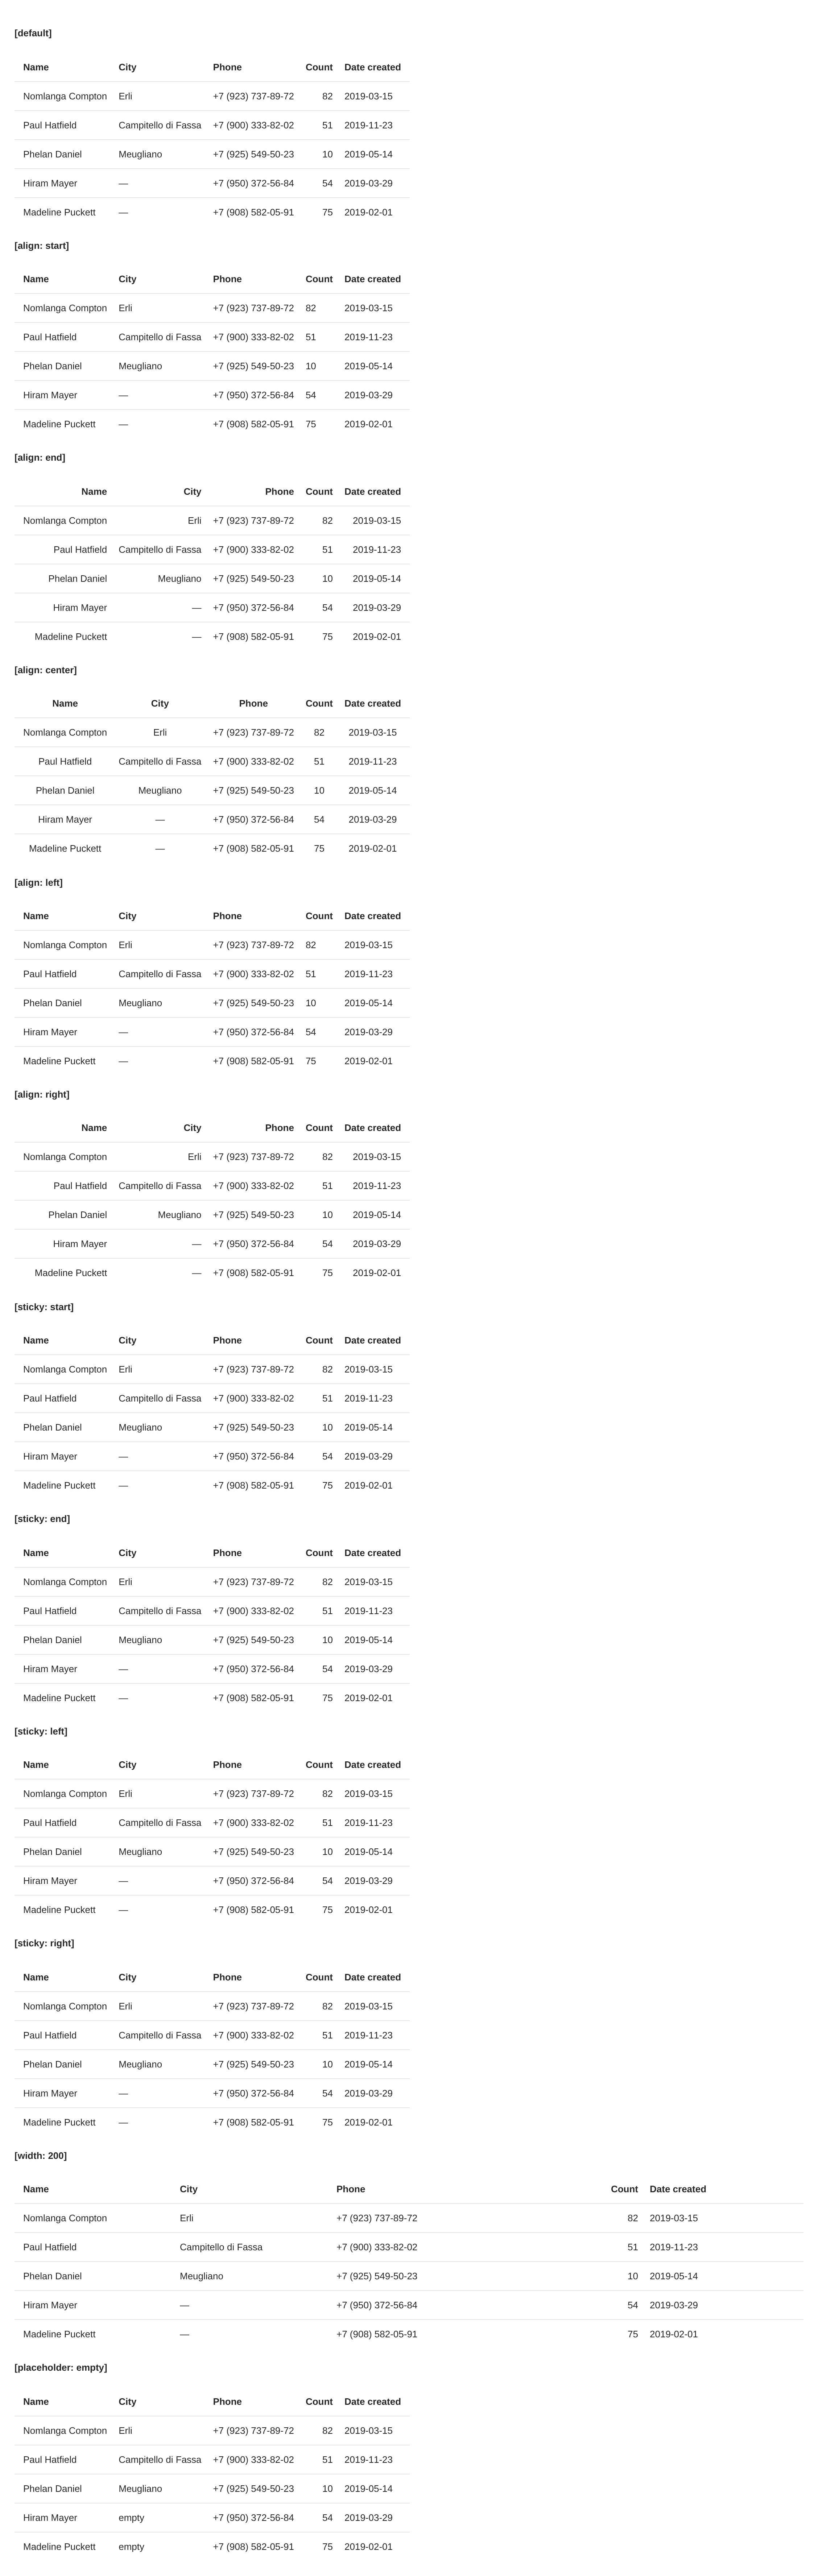 [default]
Name City Phone Count Date created
Nomlanga Compton Erli +7 (923) 737-89-72 82 2019-03-15
Paul Hatfield Campitello di Fassa +7 (900) 333-82-02 51 2019-11-23
Phelan Daniel Meugliano +7 (925) 549-50-23 10 2019-05-14
Hiram Mayer — +7 (950) 372-56-84 54 2019-03-29
Madeline Puckett — +7 (908) 582-05-91 75 2019-02-01
[align: start]
Name City Phone Count Date created
Nomlanga Compton Erli +7 (923) 737-89-72 82 2019-03-15
Paul Hatfield Campitello di Fassa +7 (900) 333-82-02 51 2019-11-23
Phelan Daniel Meugliano +7 (925) 549-50-23 10 2019-05-14
Hiram Mayer — +7 (950) 372-56-84 54 2019-03-29
Madeline Puckett — +7 (908) 582-05-91 75 2019-02-01
[align: end]
Name City Phone Count Date created
Nomlanga Compton Erli +7 (923) 737-89-72 82 2019-03-15
Paul Hatfield Campitello di Fassa +7 (900) 333-82-02 51 2019-11-23
Phelan Daniel Meugliano +7 (925) 549-50-23 10 2019-05-14
Hiram Mayer — +7 (950) 372-56-84 54 2019-03-29
Madeline Puckett — +7 (908) 582-05-91 75 2019-02-01
[align: center]
Name City Phone Count Date created
Nomlanga Compton Erli +7 (923) 737-89-72 82 2019-03-15
Paul Hatfield Campitello di Fassa +7 (900) 333-82-02 51 2019-11-23
Phelan Daniel Meugliano +7 (925) 549-50-23 10 2019-05-14
Hiram Mayer — +7 (950) 372-56-84 54 2019-03-29
Madeline Puckett — +7 (908) 582-05-91 75 2019-02-01
[align: left]
Name City Phone Count Date created
Nomlanga Compton Erli +7 (923) 737-89-72 82 2019-03-15
Paul Hatfield Campitello di Fassa +7 (900) 333-82-02 51 2019-11-23
Phelan Daniel Meugliano +7 (925) 549-50-23 10 2019-05-14
Hiram Mayer — +7 (950) 372-56-84 54 2019-03-29
Madeline Puckett — +7 (908) 582-05-91 75 2019-02-01
[align: right]
Name City Phone Count Date created
Nomlanga Compton Erli +7 (923) 737-89-72 82 2019-03-15
Paul Hatfield Campitello di Fassa +7 (900) 333-82-02 51 2019-11-23
Phelan Daniel Meugliano +7 (925) 549-50-23 10 2019-05-14
Hiram Mayer — +7 (950) 372-56-84 54 2019-03-29
Madeline Puckett — +7 (908) 582-05-91 75 2019-02-01
[sticky: start]
Name City Phone Count Date created
Nomlanga Compton Erli +7 (923) 737-89-72 82 2019-03-15
Paul Hatfield Campitello di Fassa +7 (900) 333-82-02 51 2019-11-23
Phelan Daniel Meugliano +7 (925) 549-50-23 10 2019-05-14
Hiram Mayer — +7 (950) 372-56-84 54 2019-03-29
Madeline Puckett — +7 (908) 582-05-91 75 2019-02-01
[sticky: end]
Name City Phone Count Date created
Nomlanga Compton Erli +7 (923) 737-89-72 82 2019-03-15
Paul Hatfield Campitello di Fassa +7 (900) 333-82-02 51 2019-11-23
Phelan Daniel Meugliano +7 (925) 549-50-23 10 2019-05-14
Hiram Mayer — +7 (950) 372-56-84 54 2019-03-29
Madeline Puckett — +7 (908) 582-05-91 75 2019-02-01
[sticky: left]
Name City Phone Count Date created
Nomlanga Compton Erli +7 (923) 737-89-72 82 2019-03-15
Paul Hatfield Campitello di Fassa +7 (900) 333-82-02 51 2019-11-23
Phelan Daniel Meugliano +7 (925) 549-50-23 10 2019-05-14
Hiram Mayer — +7 (950) 372-56-84 54 2019-03-29
Madeline Puckett — +7 (908) 582-05-91 75 2019-02-01
[sticky: right]
Name City Phone Count Date created
Nomlanga Compton Erli +7 (923) 737-89-72 82 2019-03-15
Paul Hatfield Campitello di Fassa +7 (900) 333-82-02 51 2019-11-23
Phelan Daniel Meugliano +7 (925) 549-50-23 10 2019-05-14
Hiram Mayer — +7 (950) 372-56-84 54 2019-03-29
Madeline Puckett — +7 (908) 582-05-91 75 2019-02-01
[width: 200]
Name City Phone Count Date created
Nomlanga Compton Erli +7 (923) 737-89-72 82 2019-03-15
Paul Hatfield Campitello di Fassa +7 (900) 333-82-02 51 2019-11-23
Phelan Daniel Meugliano +7 (925) 549-50-23 10 2019-05-14
Hiram Mayer — +7 (950) 372-56-84 54 2019-03-29
Madeline Puckett — +7 (908) 582-05-91 75 2019-02-01
[placeholder: empty]
Name City Phone Count Date created
Nomlanga Compton Erli +7 (923) 737-89-72 82 2019-03-15
Paul Hatfield Campitello di Fassa +7 (900) 333-82-02 51 2019-11-23
Phelan Daniel Meugliano +7 (925) 549-50-23 10 2019-05-14
Hiram Mayer empty +7 (950) 372-56-84 54 2019-03-29
Madeline Puckett empty +7 (908) 582-05-91 75 2019-02-01